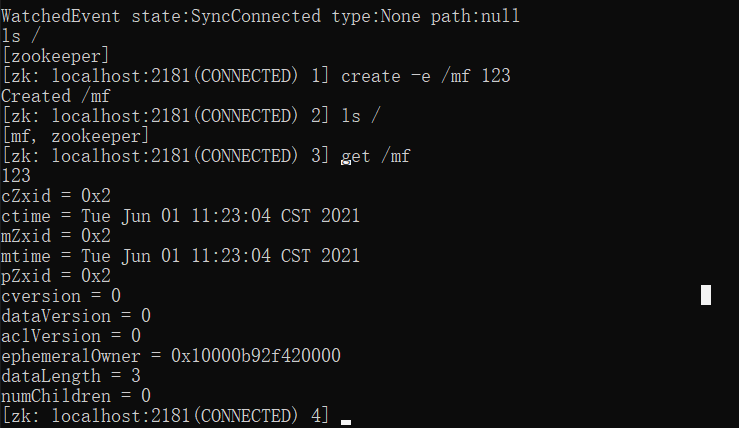 WatchedEvent state:SyncConnected type:None path:null
ls /
[zookeeper]
[zk: localhost:2181(CONNECTED) 1] create -e /mf 123
Created /mf
[zk: localhost:2181(CONNECTED) 2] ls /
[mf, zookeeper]
[zk: localhost:2181(CONNECTED) 3] get /mf
123
cZxid = 0x2
ctime = Tue Jun 01 11:23:04 CST 2021
mZxid = 0x2
mtime = Tue Jun 01 11:23:04 CST 2021
pZxid = 0x2
cversion = 0
dataVersion = 0
aclVersion = 0
ephemeralOwner = 0x10000b92f420000
dataLength = 3
numChildren = 0
[zk: localhost:2181(CONNECTED) 4]